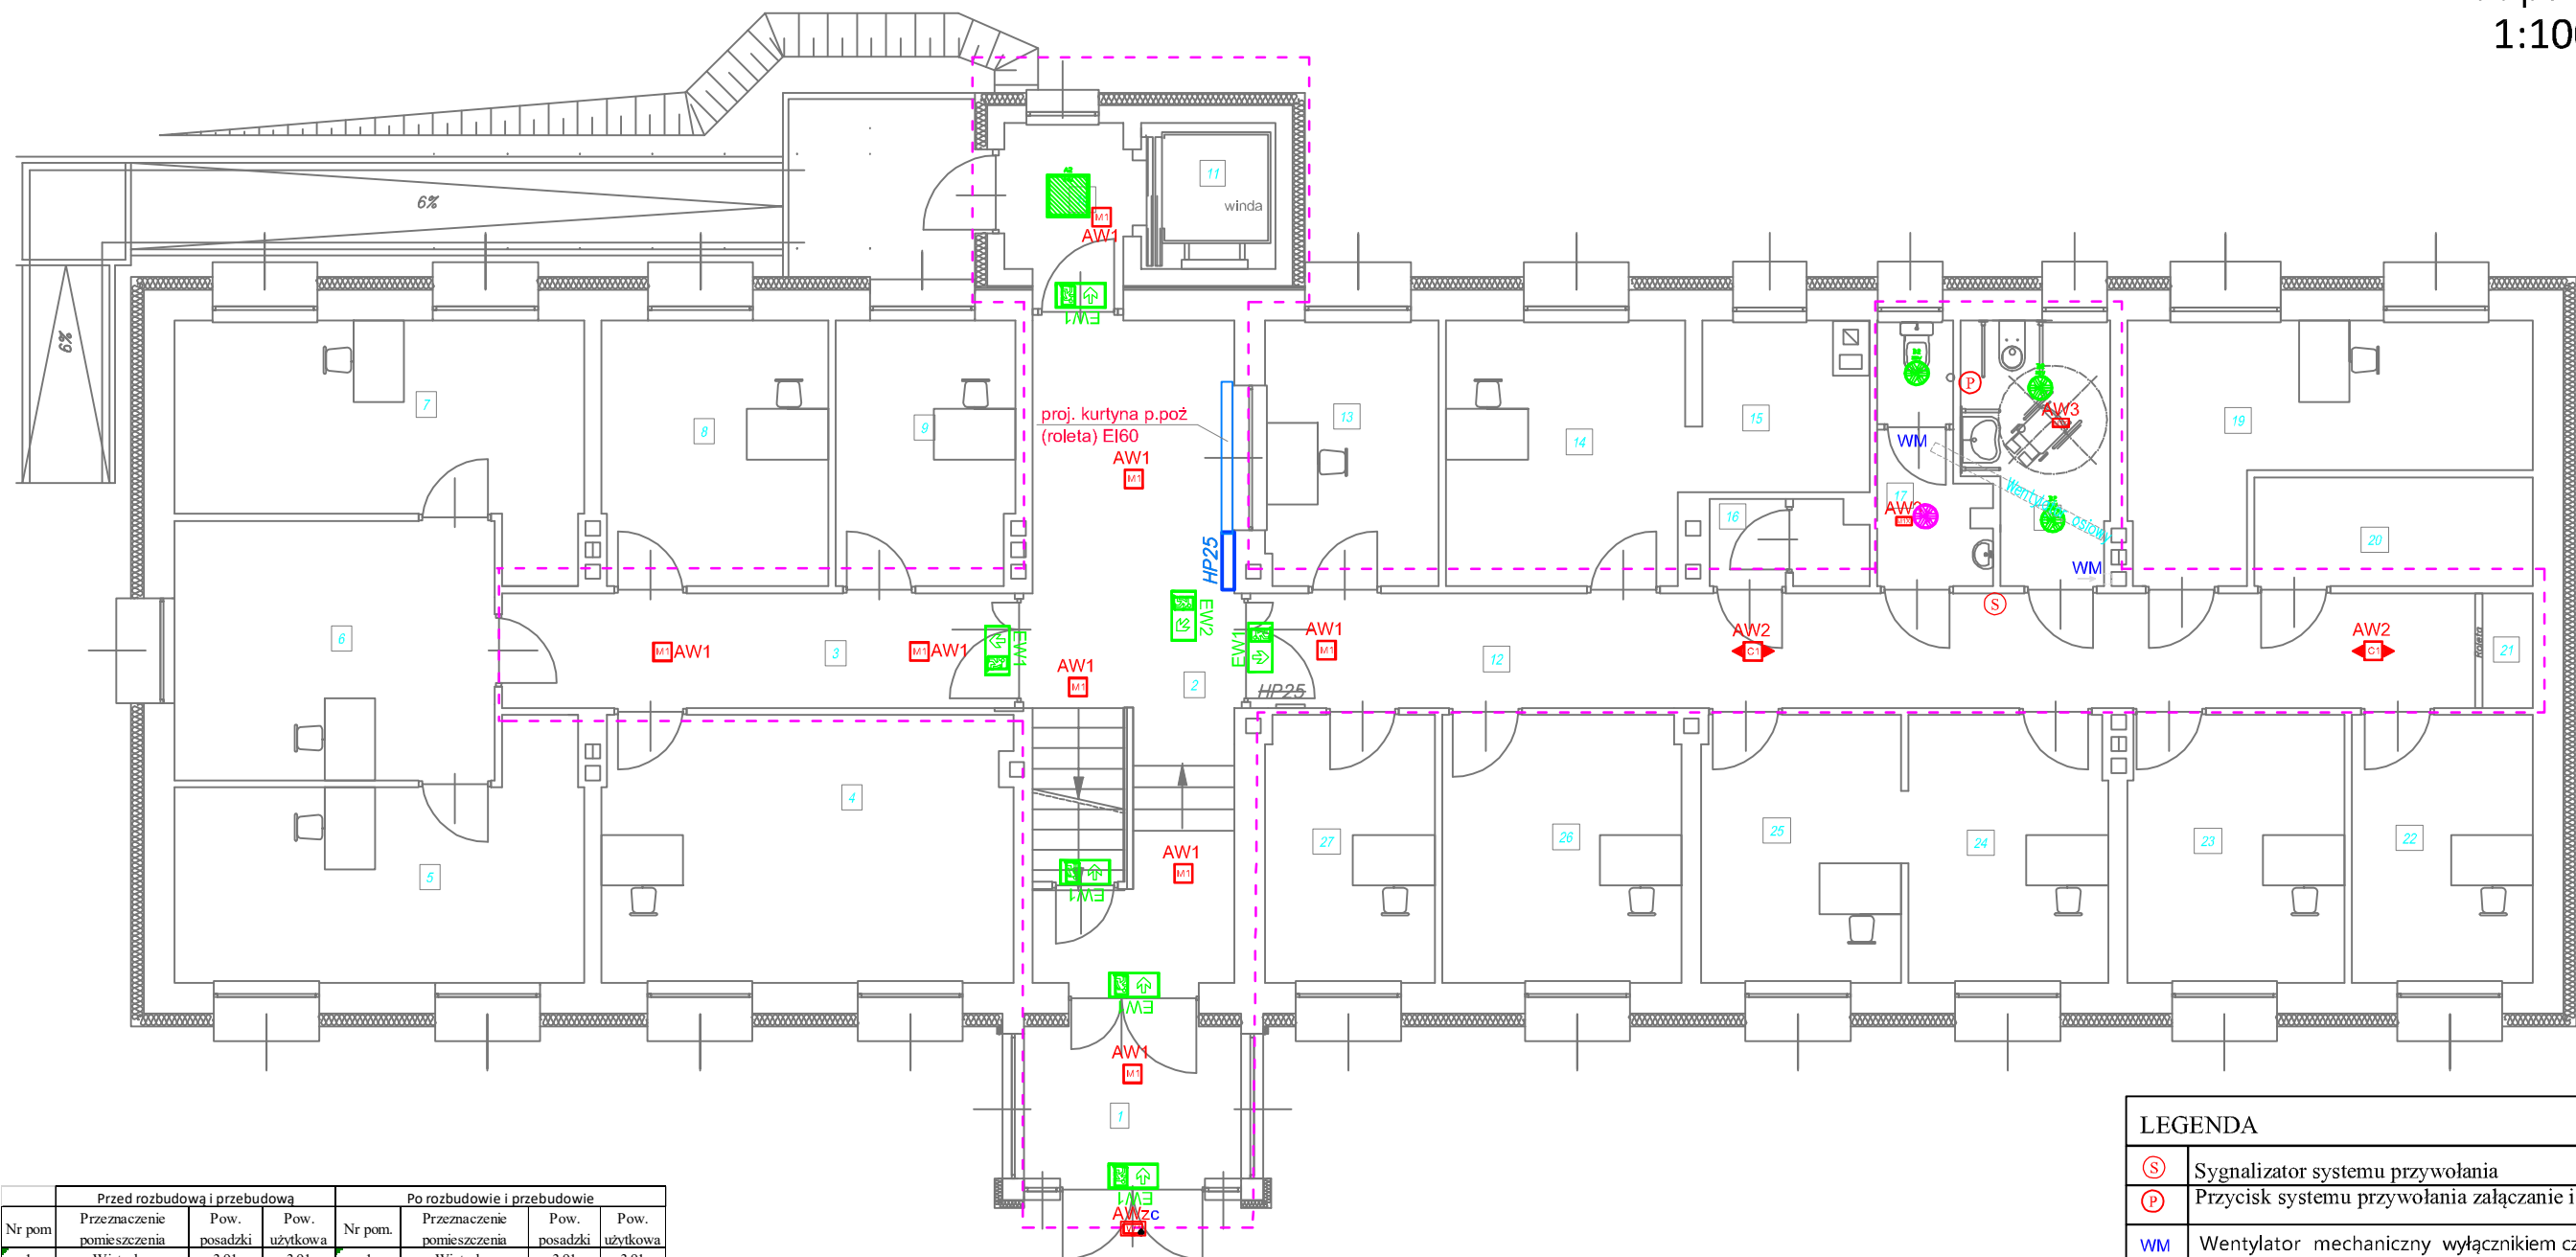 1:100
11
winda
6%
6%
AW1
EW1
7
8
9
proj. kurtyna p.poż
(roleta) EI60
AW1
M1
13
14
15
P
AW3
WM
19
17
16
HP25
Wentylator osiowy
20
WM
S
6
M1 AW1
3
M1 AW1
EW1
EW2
EW1
AW1
M1
12
AW2
C1
AW2
C1
Roleta
21
AW1
M1
2
HP25
4
5
27
26
25
24
23
22
AW1
M1
EW1
EW1
AW1
1
EW1
AWzc
LEGENDA
S Sygnalizator systemu przywołania
P Przycisk systemu przywołania załączanie i
WM Wentylator mechaniczny wyłącznikiem
Przed rozbudową i przebudową Po rozbudowie i przebudowie
Nr pom Przeznaczenie pomieszczenia Pow. posadzki Pow. użytkowa Nr pom. Przeznaczenie pomieszczenia Pow. posadzki Pow. użytkowa